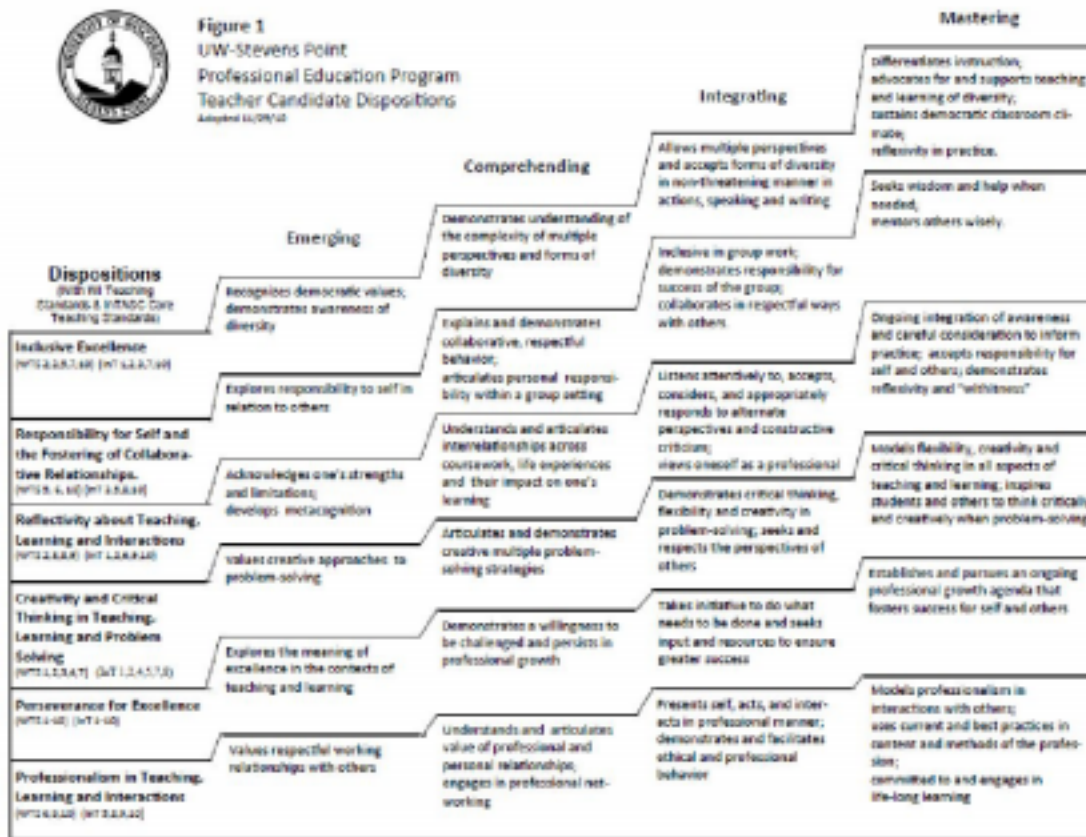 Figure 1
UW-Stevens Point
Professional Education Program
Teacher Candidate Dispositions
Mastering
Differentiates instruction;
advocates for and supports teaching
and learning of diversity;
sustains democratic classroom cli-
mate;
reflexivity in practice.
Integrating
Allows multiple perspectives
and accepts forms of diversity
in non-threatening manner in
actions, speaking and writing
Seeks wisdom and help when
needed,
mentors others wisely.
Comprehending
Demonstrates understanding of
the complexity of multiple
perspectives and forms of
diversity
Inclusive in group work;
demonstrates responsibility for
success of the group;
collaborates in respectful ways
with others.
Emerging
Recognizes democratic values;
demonstrates awareness of
diversity
Dispositions
(With WI Teaching
Standards & InTASC Core
Teaching Standards)
Inclusive Excellence
Explores responsibility to self in
relation to others
Explains and demonstrates
collaborative, respectful
behavior;
articulates personal responsi-
bility within a group setting
Listens attentively to, accepts,
considers, and appropriately
responds to alternate
perspectives and constructive
criticism;
views oneself as a professional
Ongoing integration of awareness
and careful consideration to inform
practice; accepts responsibility for
self and others; demonstrates
reflexivity and "withitness"
Responsibility for Self and
the Fostering of Collabora-
tive Relationships.
Acknowledges one's strengths
and limitations;
develops metacognition
Understands and articulates
interrelationships across
coursework, life experiences
and their impact on one's
learning
Demonstrates critical thinking,
flexibility and creativity in
problem-solving; seeks and
respects the perspectives of
others
Models flexibility, creativity and
critical thinking in all aspects of
teaching and learning; inspires
students and others to think critically
and creatively when problem-solving
Reflectivity about Teaching,
Learning and Interactions
Values creative approaches to
problem-solving
Articulates and demonstrates
creative multiple problem-
solving strategies
Takes initiative to do what
needs to be done and seeks
input and resources to ensure
greater success
Establishes and pursues an ongoing
professional growth agenda that
fosters success for self and others
Creativity and Critical
Thinking in Teaching,
Learning and Problem
Solving
Explores the meaning of
excellence in the contexts of
teaching and learning
Demonstrates a willingness to
be challenged and persists in
professional growth
Presents self, acts, and inter-
acts in professional manner;
demonstrates and facilitates
ethical and professional
behavior
Models professionalism in
interactions with others;
uses current and best practices in
content and methods of the profes-
sion;
committed to and engages in
life-long learning
Perseverance for Excellence
Values respectful working
relationships with others
Understands and articulates
value of professional and
personal relationships;
engages in professional net-
working
Professionalism in Teaching,
Learning and Interactions